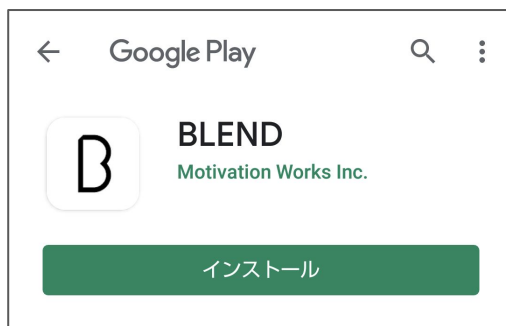 Google Play
BLEND
Motivation Works Inc.
インストール